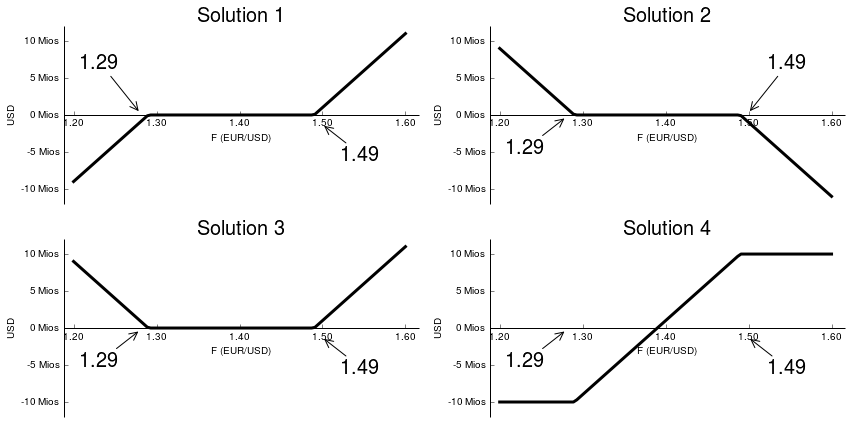 Solution 1
10 Mios
5 Mios
0 Mios
-5 Mios
-10 Mios
USD
1.20
1.30
1.40
1.50
1.60
F (EUR/USD)
1.29
1.49
Solution 2
10 Mios
5 Mios
0 Mios
-5 Mios
-10 Mios
USD
1.20
1.30
1.40
1.50
1.60
F (EUR/USD)
1.29
1.49
Solution 3
10 Mios
5 Mios
0 Mios
-5 Mios
-10 Mios
USD
1.20
1.30
1.40
1.50
1.60
F (EUR/USD)
1.29
1.49
Solution 4
10 Mios
5 Mios
0 Mios
-5 Mios
-10 Mios
USD
1.20
1.30
1.40
1.50
1.60
F (EUR/USD)
1.29
1.49